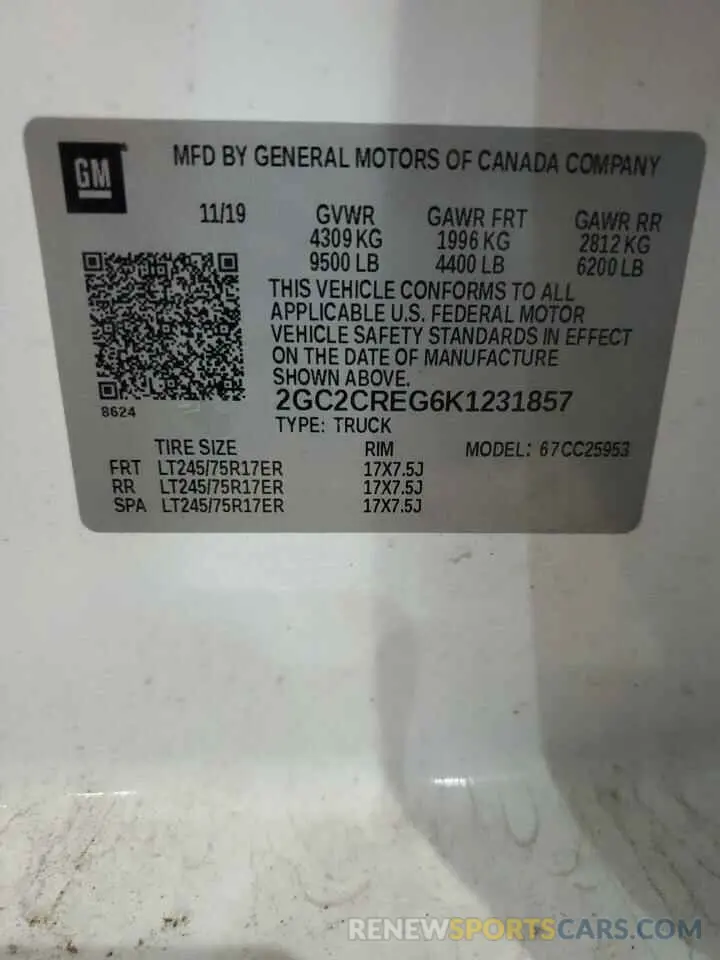 GM
MFD BY GENERAL MOTORS OF CANADA COMPANY
11/19 GVWR GAWR FRT GAWR RR
4309 KG 1996 KG 2812 KG
9500 LB 4400 LB 6200 LB
THIS VEHICLE CONFORMS TO ALL
APPLICABLE U.S. FEDERAL MOTOR
VEHICLE SAFETY STANDARDS IN EFFECT
ON THE DATE OF MANUFACTURE
SHOWN ABOVE.
8624 2GC2CREG6K1231857
TYPE: TRUCK
TIRE SIZE RIM MODEL: 67CC25953
FRT LT245/75R17ER 17X7.5J
RR LT245/75R17ER 17X7.5J
SPA LT245/75R17ER 17X7.5J
RENEWSPORTSCARS.COM